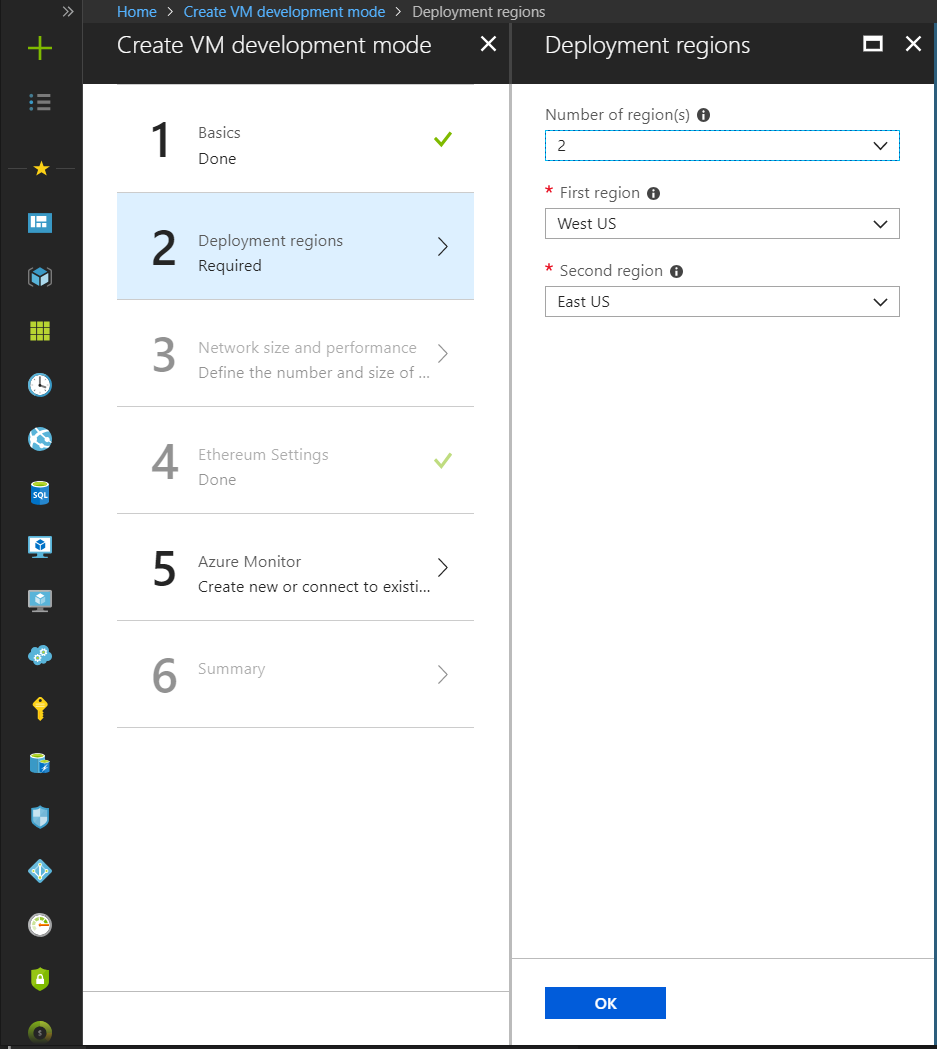 Home > Create VM development mode > Deployment regions
Create VM development mode
1
Basics
Done
2
Deployment regions
Required
3
Network size and performance
Define the number and size of ...
4
Ethereum Settings
Done
5
Azure Monitor
Create new or connect to existi...
6
Summary
Deployment regions
Number of region(s)
2
* First region
West US
* Second region
East US
OK
SQL